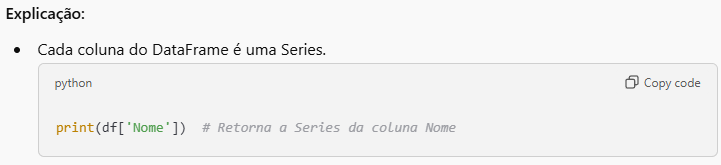 Explicação:
• Cada coluna do DataFrame é uma Series.
python Copy code
print(df['Nome'])  # Retorna a Series da coluna Nome